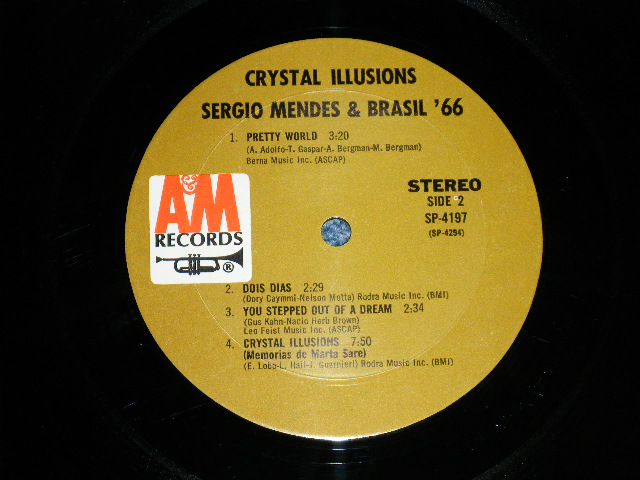 CRYSTAL ILLUSIONS
SERGIO MENDES & BRASIL '66
1. PRETTY WORLD 3:20
(A. Adolfo-T. Gaspar-A. Bergman-M. Bergman)
Berna Music Inc. (ASCAP)
STEREO
SIDE 2
SP-4197
(SP-4294)
A&M
RECORDS
®
2. DOIS DIAS 2:29
(Dory Caymmi-Nelson Motta) Rodra Music Inc. (BMI)
3. YOU STEPPED OUT OF A DREAM 2:34
(Gus Kahn-Nacio Herb Brown)
Leo Feist Music Inc. (ASCAP)
4. CRYSTAL ILLUSIONS 7:50
(Memorias de Marta Sare)
(E. Lobo-L. Hall-J. Guarnieri) Rodra Music Inc. (BMI)